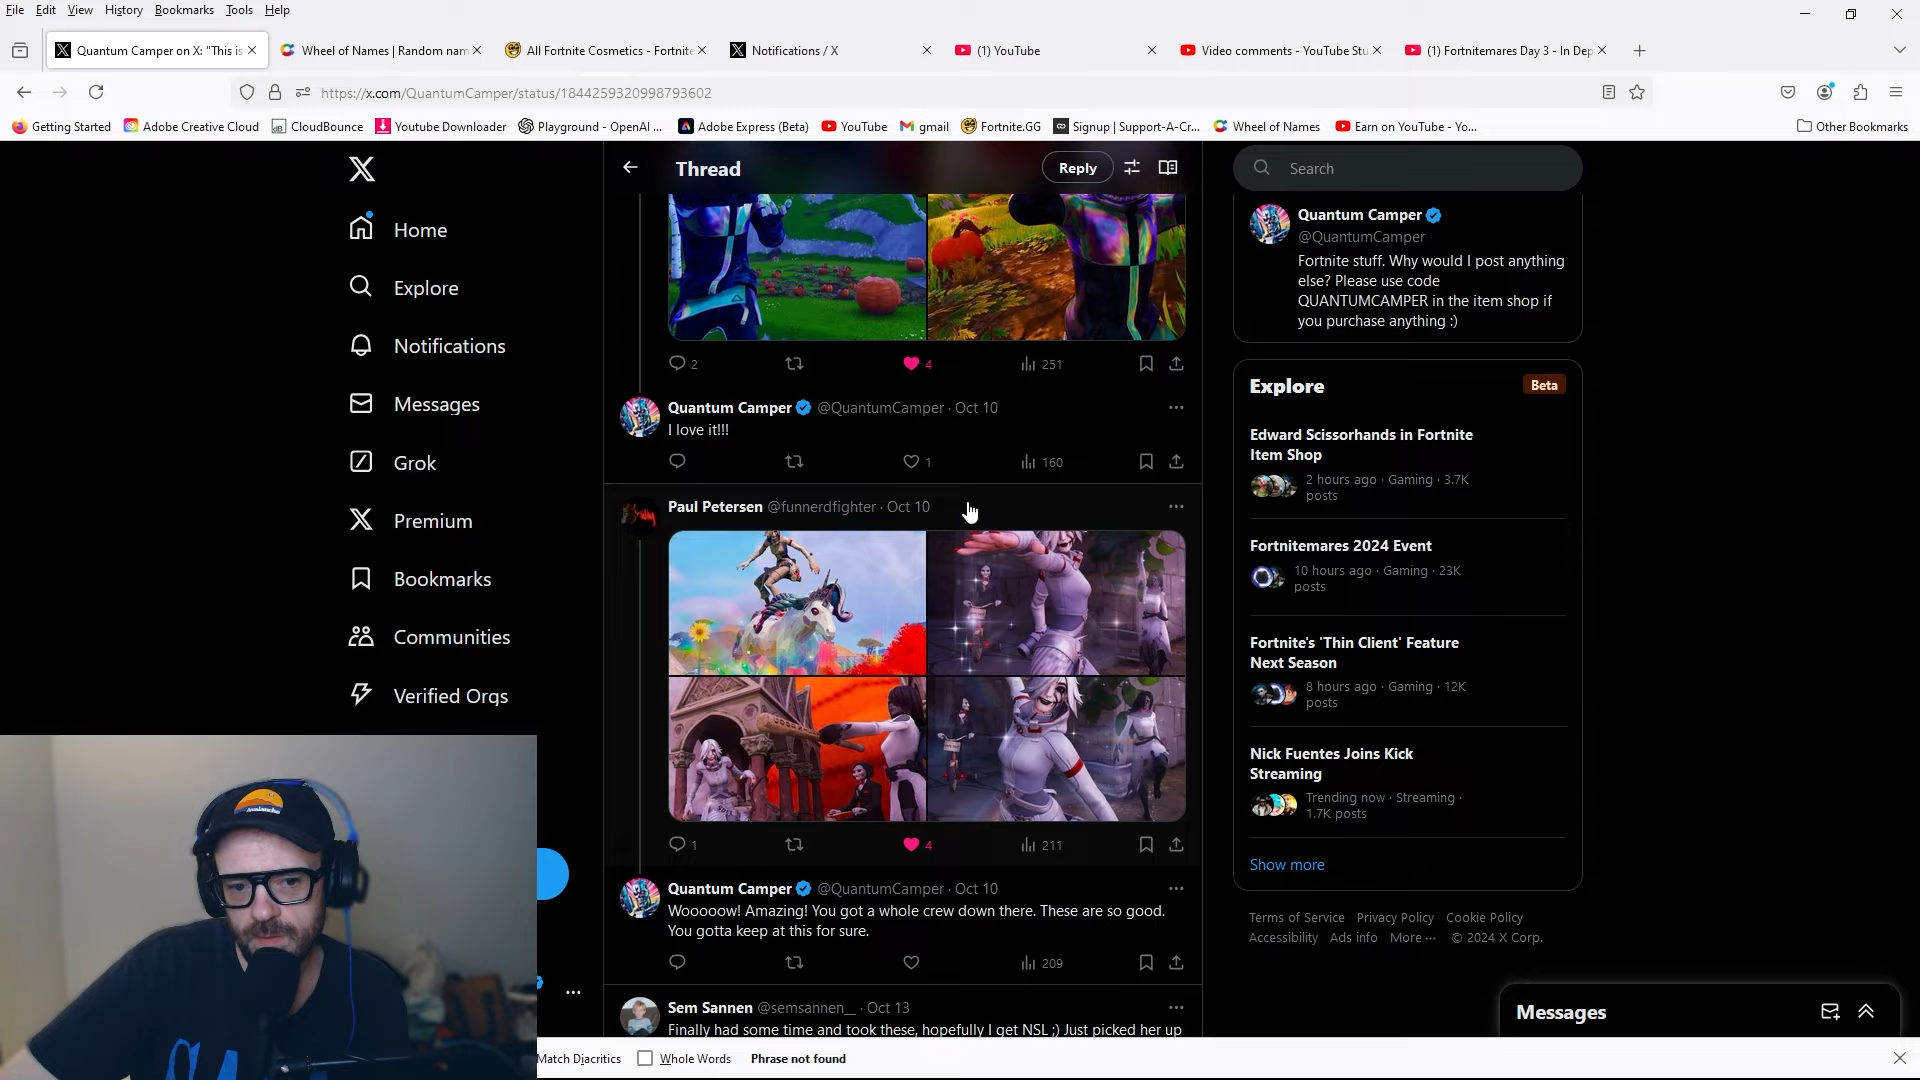 File Edit View History Bookmarks Tools Help
Quantum Camper on X: "This is
Wheel of Names | Random nam
All Fortnite Cosmetics - Fortnite
Notifications / X
(1) YouTube
Video comments - YouTube Stu
(1) Fortnitemares Day 3 - In Dep
https://x.com/QuantumCamper/status/1844259320998793602
Getting Started
Adobe Creative Cloud
CloudBounce
Youtube Downloader
Playground - OpenAI ...
Adobe Express (Beta)
YouTube
gmail
Fortnite.GG
Signup | Support-A-Cr...
Wheel of Names
Earn on YouTube - Yo...
Other Bookmarks
Home
Explore
Notifications
Messages
Grok
Premium
Bookmarks
Communities
Verified Orgs
Thread
Reply
2 4 251
Quantum Camper @QuantumCamper · Oct 10
I love it!!!
1 160
Paul Petersen @funnerdfighter · Oct 10
1 4 211
Quantum Camper @QuantumCamper · Oct 10
Wooooow! Amazing! You got a whole crew down there. These are so good.
You gotta keep at this for sure.
209
Sem Sannen @semsannen__ · Oct 13
Finally had some time and took these, hopefully I get NSL ;) Just picked her up
Search
Quantum Camper
@QuantumCamper
Fortnite stuff. Why would I post anything
else? Please use code
QUANTUMCAMPER in the item shop if
you purchase anything :)
Explore
Beta
Edward Scissorhands in Fortnite
Item Shop
2 hours ago · Gaming · 3.7K
posts
Fortnitemares 2024 Event
10 hours ago · Gaming · 23K
posts
Fortnite's 'Thin Client' Feature
Next Season
8 hours ago · Gaming · 12K
posts
Nick Fuentes Joins Kick
Streaming
Trending now · Streaming ·
1.7K posts
Show more
Terms of Service Privacy Policy Cookie Policy
Accessibility Ads info More ··· © 2024 X Corp.
Messages
Avalanche
Match Diacritics
Whole Words
Phrase not found